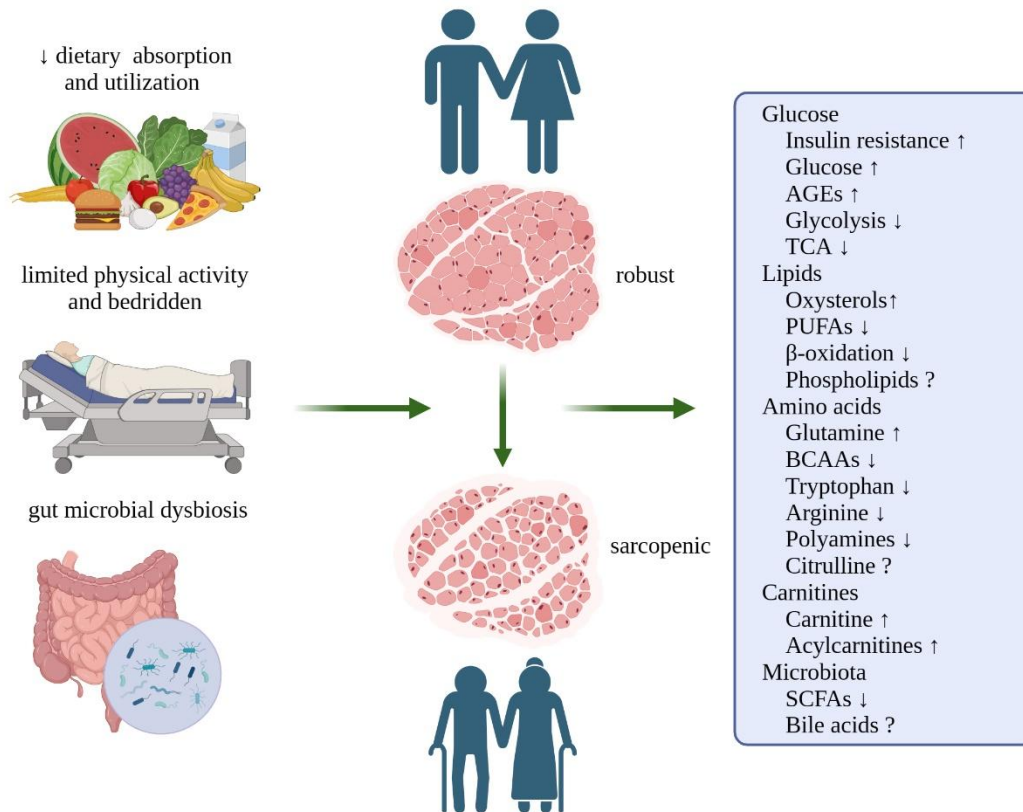 ↓ dietary absorption
and utilization
limited physical activity
and bedridden
gut microbial dysbiosis
robust
sarcopenic
Glucose
Insulin resistance ↑
Glucose ↑
AGEs ↑
Glycolysis ↓
TCA ↓
Lipids
Oxysterols↑
PUFAs ↓
β-oxidation ↓
Phospholipids ?
Amino acids
Glutamine ↑
BCAAs ↓
Tryptophan ↓
Arginine ↓
Polyamines ↓
Citrulline ?
Carnitines
Carnitine ↑
Acylcarnitines ↑
Microbiota
SCFAs ↓
Bile acids ?